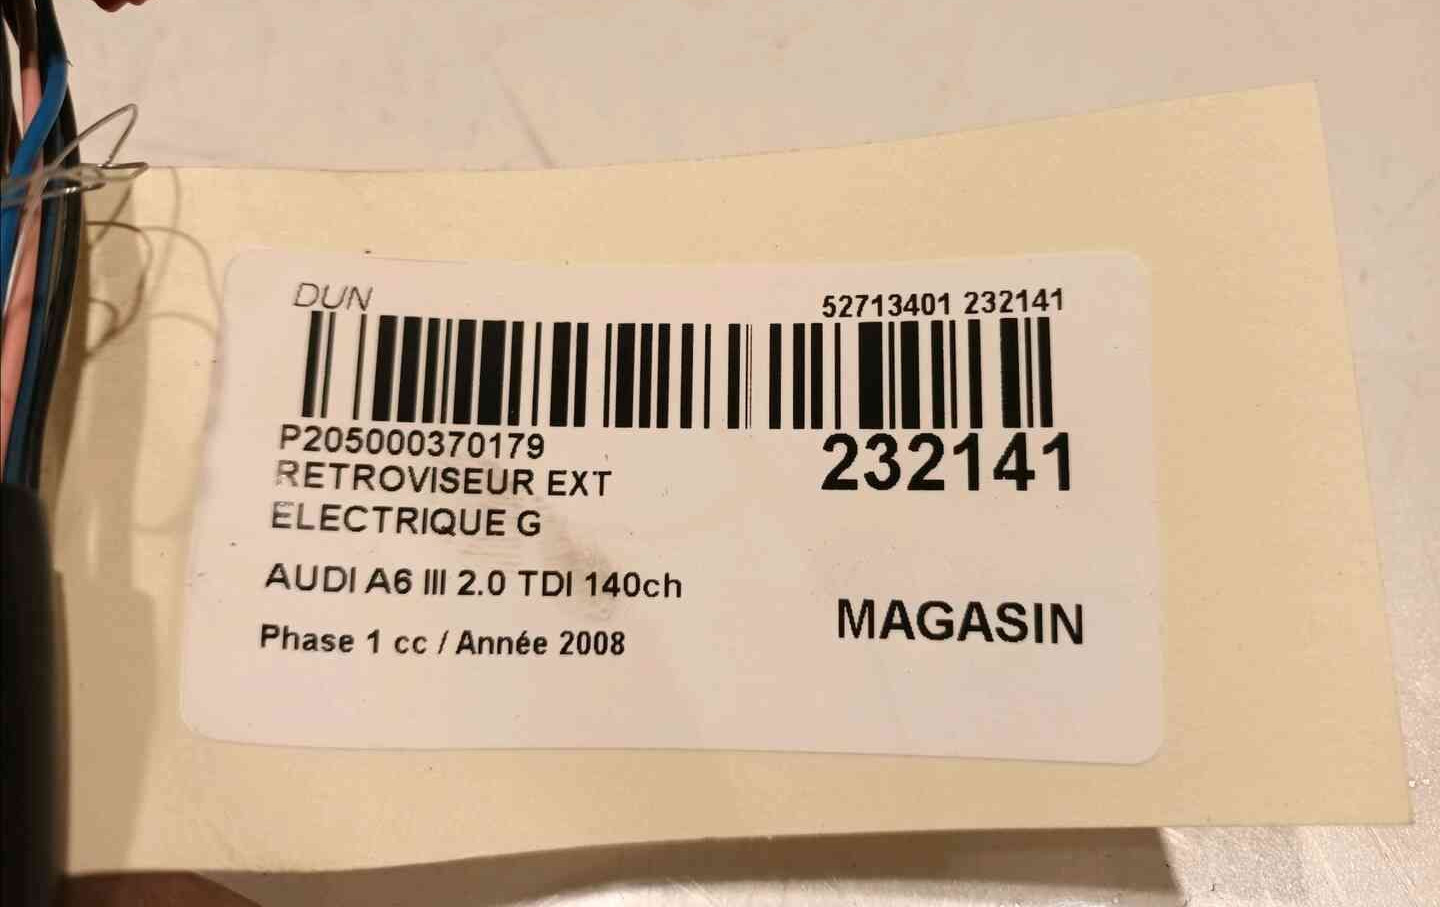 DUN
52713401 232141
P205000370179
232141
RETROVISEUR EXT
ELECTRIQUE G
AUDI A6 III 2.0 TDI 140ch
MAGASIN
Phase 1 cc / Année 2008